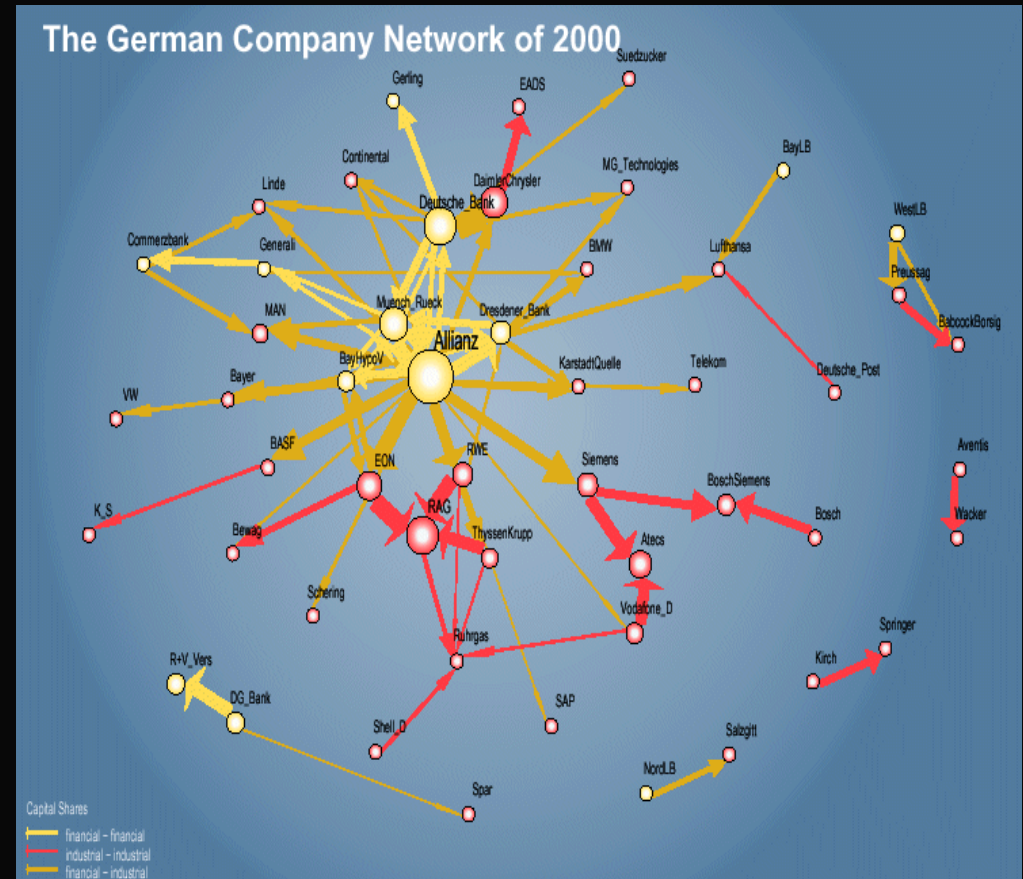 The German Company Network of 2000
Suedzucker
Gerling
EADS
BayLB
Continental
MG_Technologies
DaimlerChrysler
Linde
Deutsche_Bank
WestLB
Commerzbank
Generali
BMW
Lufthansa
Preussag
Muench_Rueck
MAN
Dresdener_Bank
BabcockBorsig
Allianz
BayHypoV
KarstadtQuelle
Telekom
Deutsche_Post
Bayer
VW
BASF
EON
RWE
Siemens
Aventis
BoschSiemens
K_S
RAG
Bosch
Wacker
Bewag
ThyssenKrupp
Atecs
Schering
Vodafone_D
Ruhrgas
Springer
R+V_Vers
Kirch
DG_Bank
SAP
Shell_D
Salzgitt
NordLB
Spar
Capital Shares
financial – financial
industrial – industrial
financial – industrial